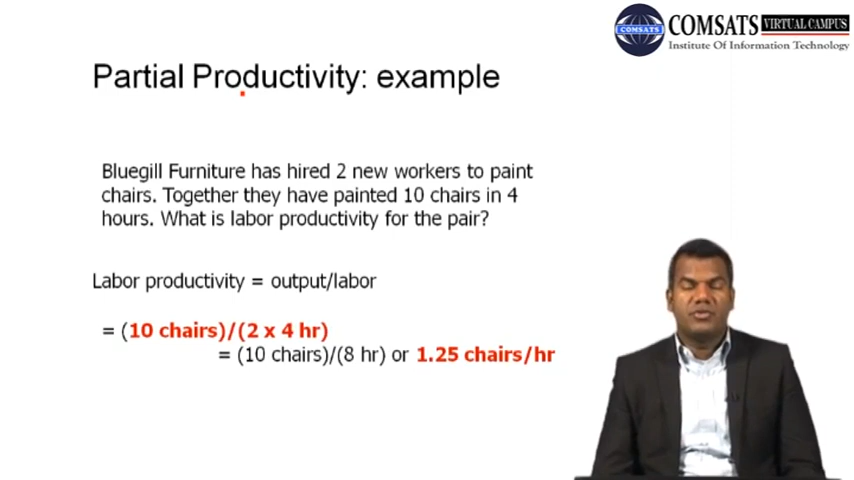 COMSATS VIRTUAL CAMPUS
Institute Of Information Technology
COMSATS
Partial Productivity: example
Bluegill Furniture has hired 2 new workers to paint
chairs. Together they have painted 10 chairs in 4
hours. What is labor productivity for the pair?
Labor productivity = output/labor
= (10 chairs)/(2 x 4 hr)
= (10 chairs)/(8 hr) or 1.25 chairs/hr